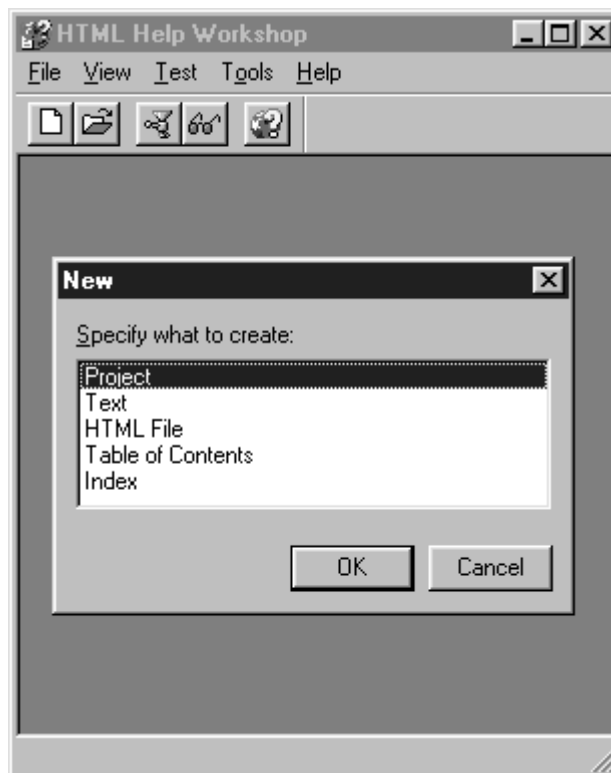 HTML Help Workshop
File View Test Tools Help
New
Specify what to create:
Project
Text
HTML File
Table of Contents
Index
OK Cancel